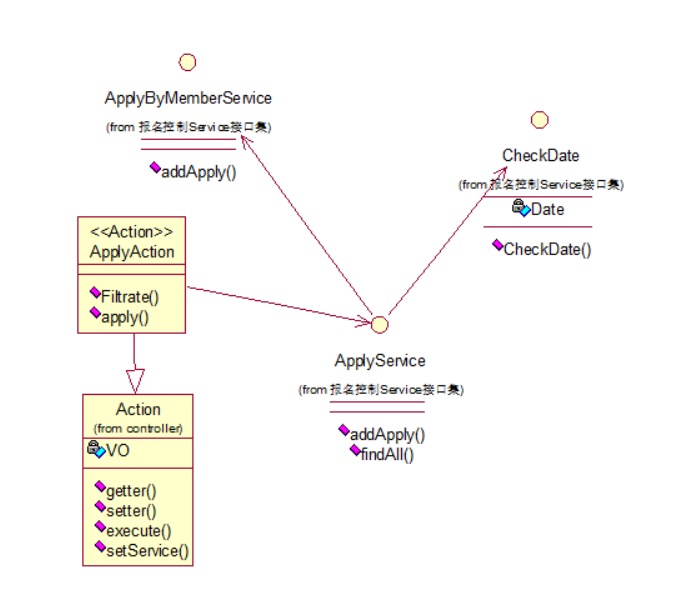 ApplyByMemberService
(from 报名控制Service接口集)
addApply()
CheckDate
(from 报名控制Service接口集)
Date
CheckDate()
<<Action>>
ApplyAction
Filtrate()
apply()
ApplyService
(from 报名控制Service接口集)
addApply()
findAll()
Action
(from controller)
VO
getter()
setter()
execute()
setService()